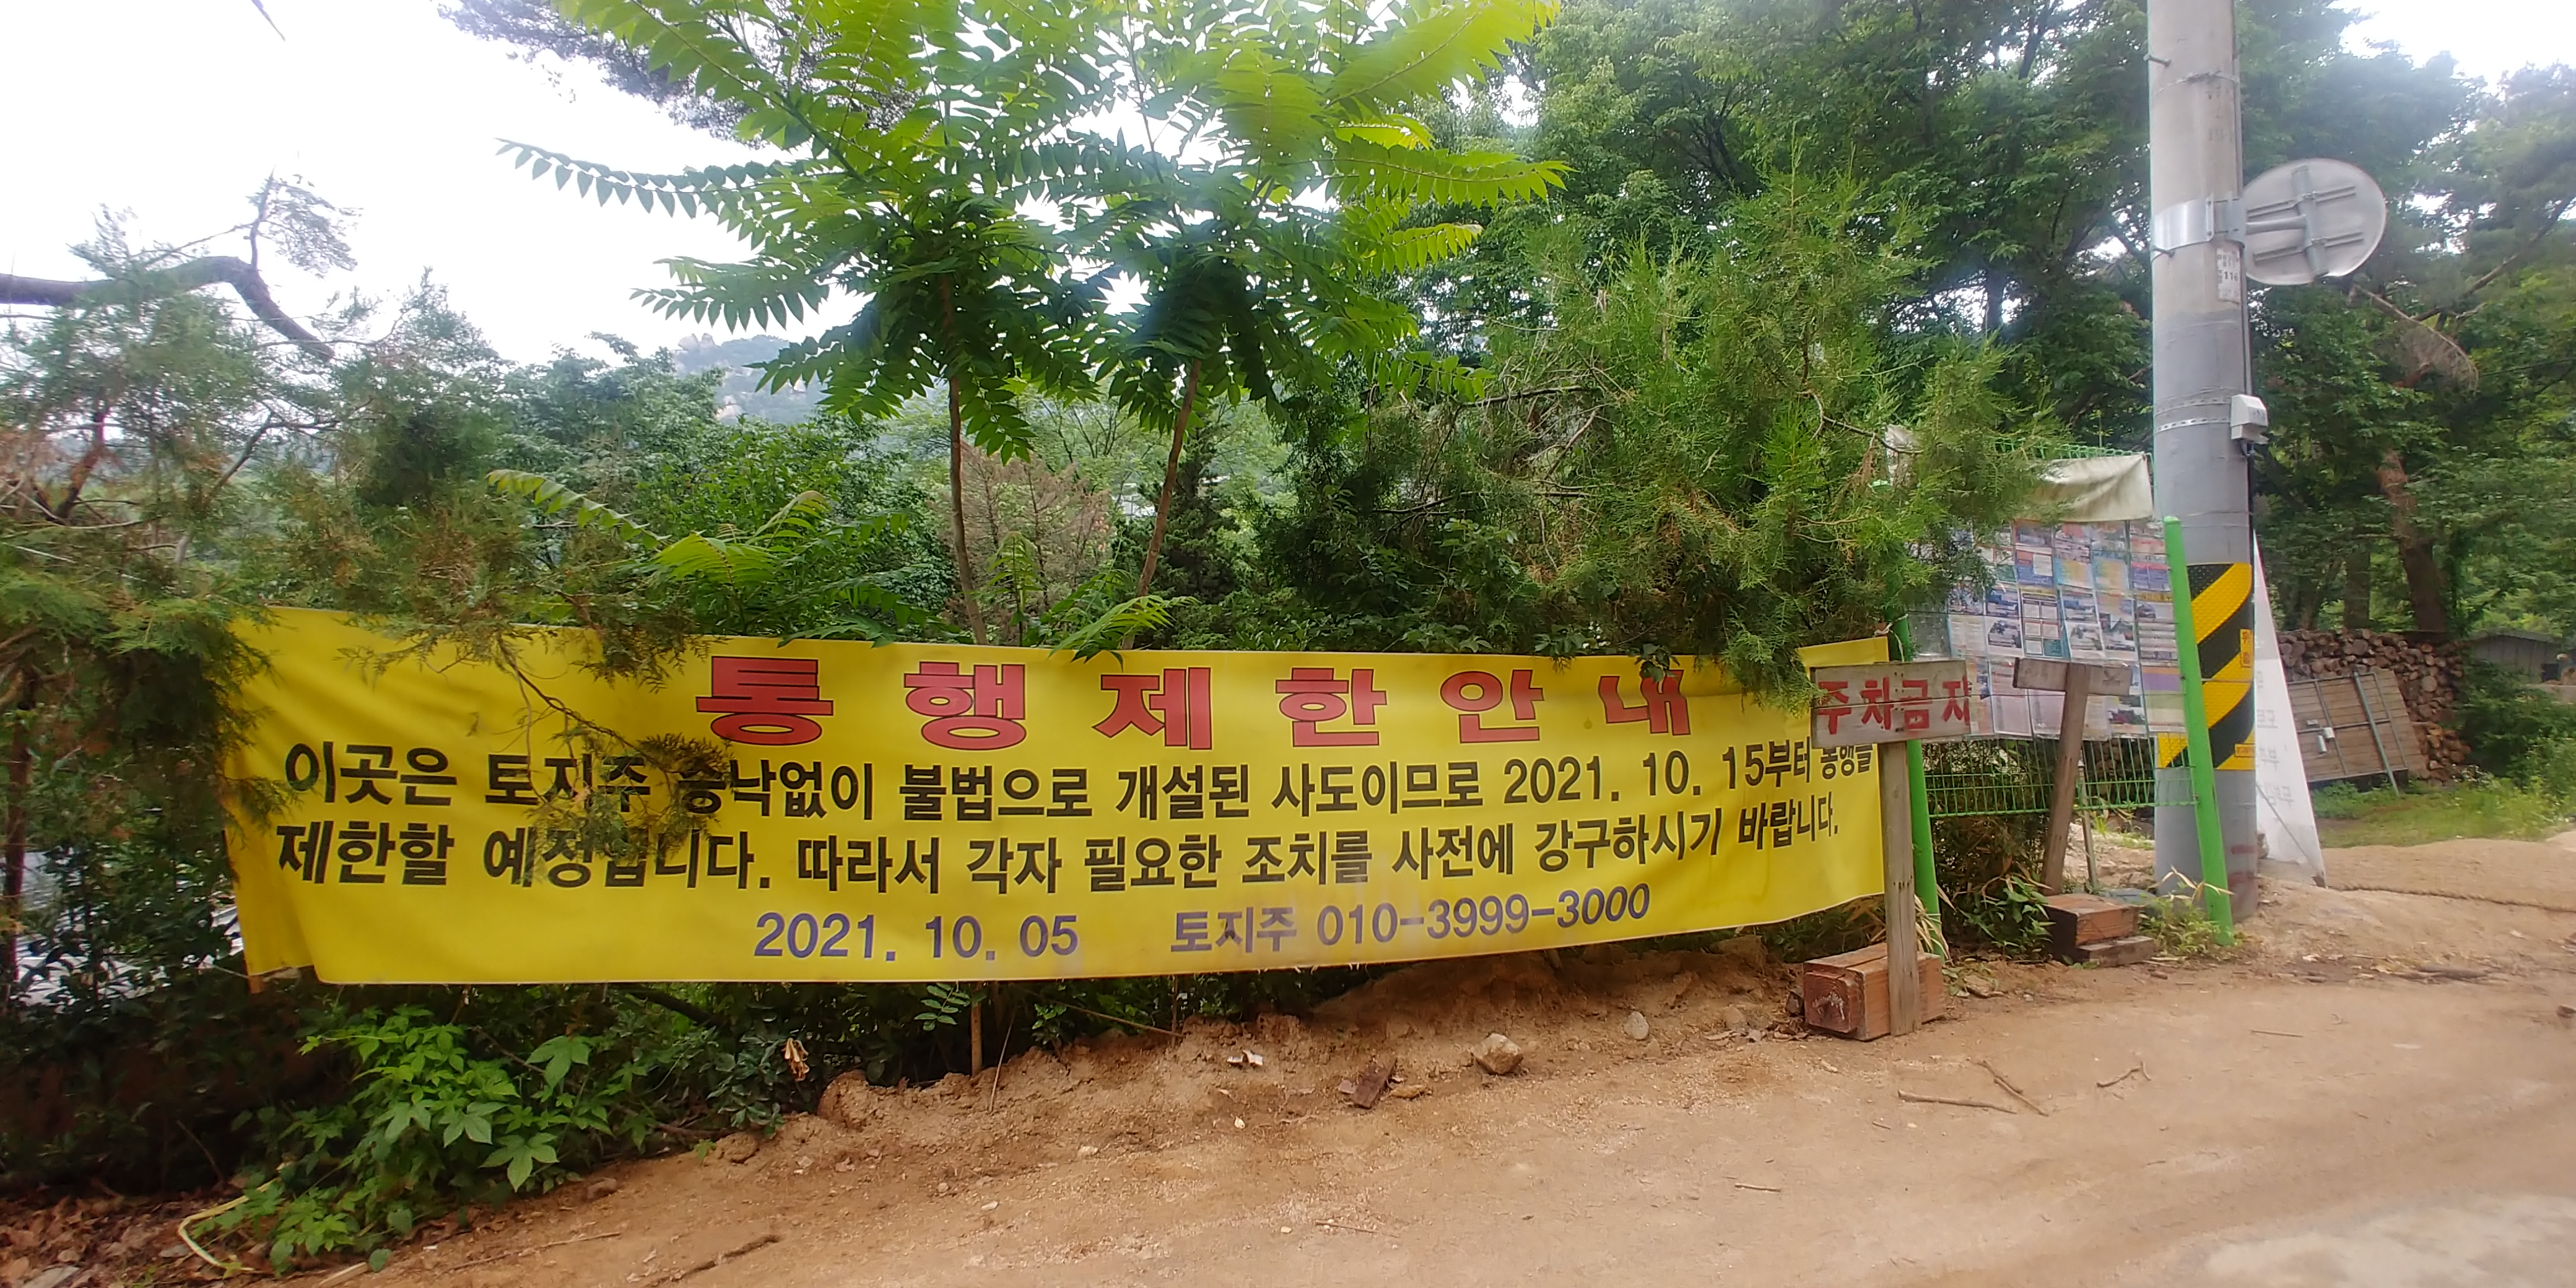 통행제한안내
이곳은 토지주 승낙없이 불법으로 개설된 사도이므로 2021. 10. 15부터 통행을
제한할 예정입니다. 따라서 각자 필요한 조치를 사전에 강구하시기 바랍니다.
2021. 10. 05 토지주 010-3999-3000
주차금지